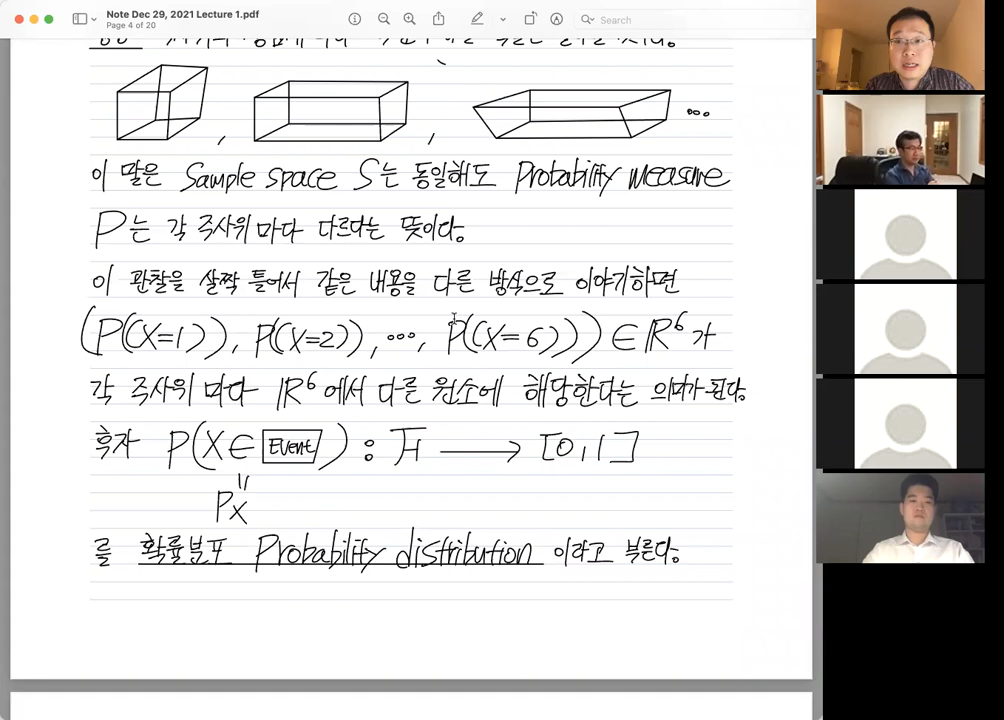 Note Dec 29, 2021 Lecture 1.pdf
Page 4 of 20
Search
이 말은 Sample space S는 동일해도 Probability measure
P는 각 주사위 마다 다르다는 뜻이다.
이 관찰을 살짝 틀어서 같은 내용을 다른 방식으로 이야기하면
(P((X=1)), P((X=2)), ..., P((X=6))) ∈ ℝ⁶가
각 주사위 마다 ℝ⁶에서 다른 원소에 해당한다는 의미가 된다.
혹자 P(X∈ Event ) : ⟶ [0,1]
"
Px
를 확률분포 Probability distribution 이라고 부른다.